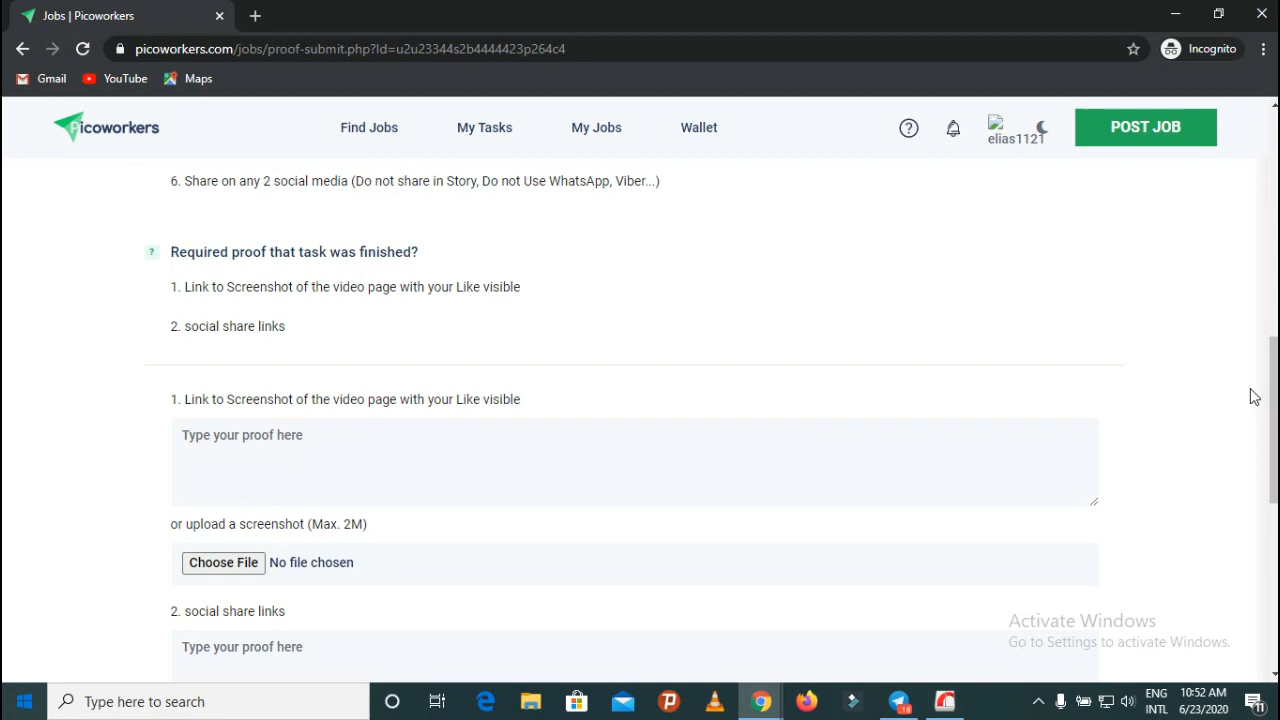 Jobs | Picoworkers
picoworkers.com/jobs/proof-submit.php?Id=u2u23344s2b4444423p264c4
Incognito
Gmail
YouTube
Maps
Picoworkers
Find Jobs
My Tasks
My Jobs
Wallet
?
elias1121
POST JOB
6. Share on any 2 social media (Do not share in Story, Do not Use WhatsApp, Viber...)
? Required proof that task was finished?
1. Link to Screenshot of the video page with your Like visible
2. social share links
1. Link to Screenshot of the video page with your Like visible
Type your proof here
or upload a screenshot (Max. 2M)
Choose File No file chosen
2. social share links
Type your proof here
Activate Windows
Go to Settings to activate Windows.
Type here to search
ENG
INTL
10:52 AM
6/23/2020
11